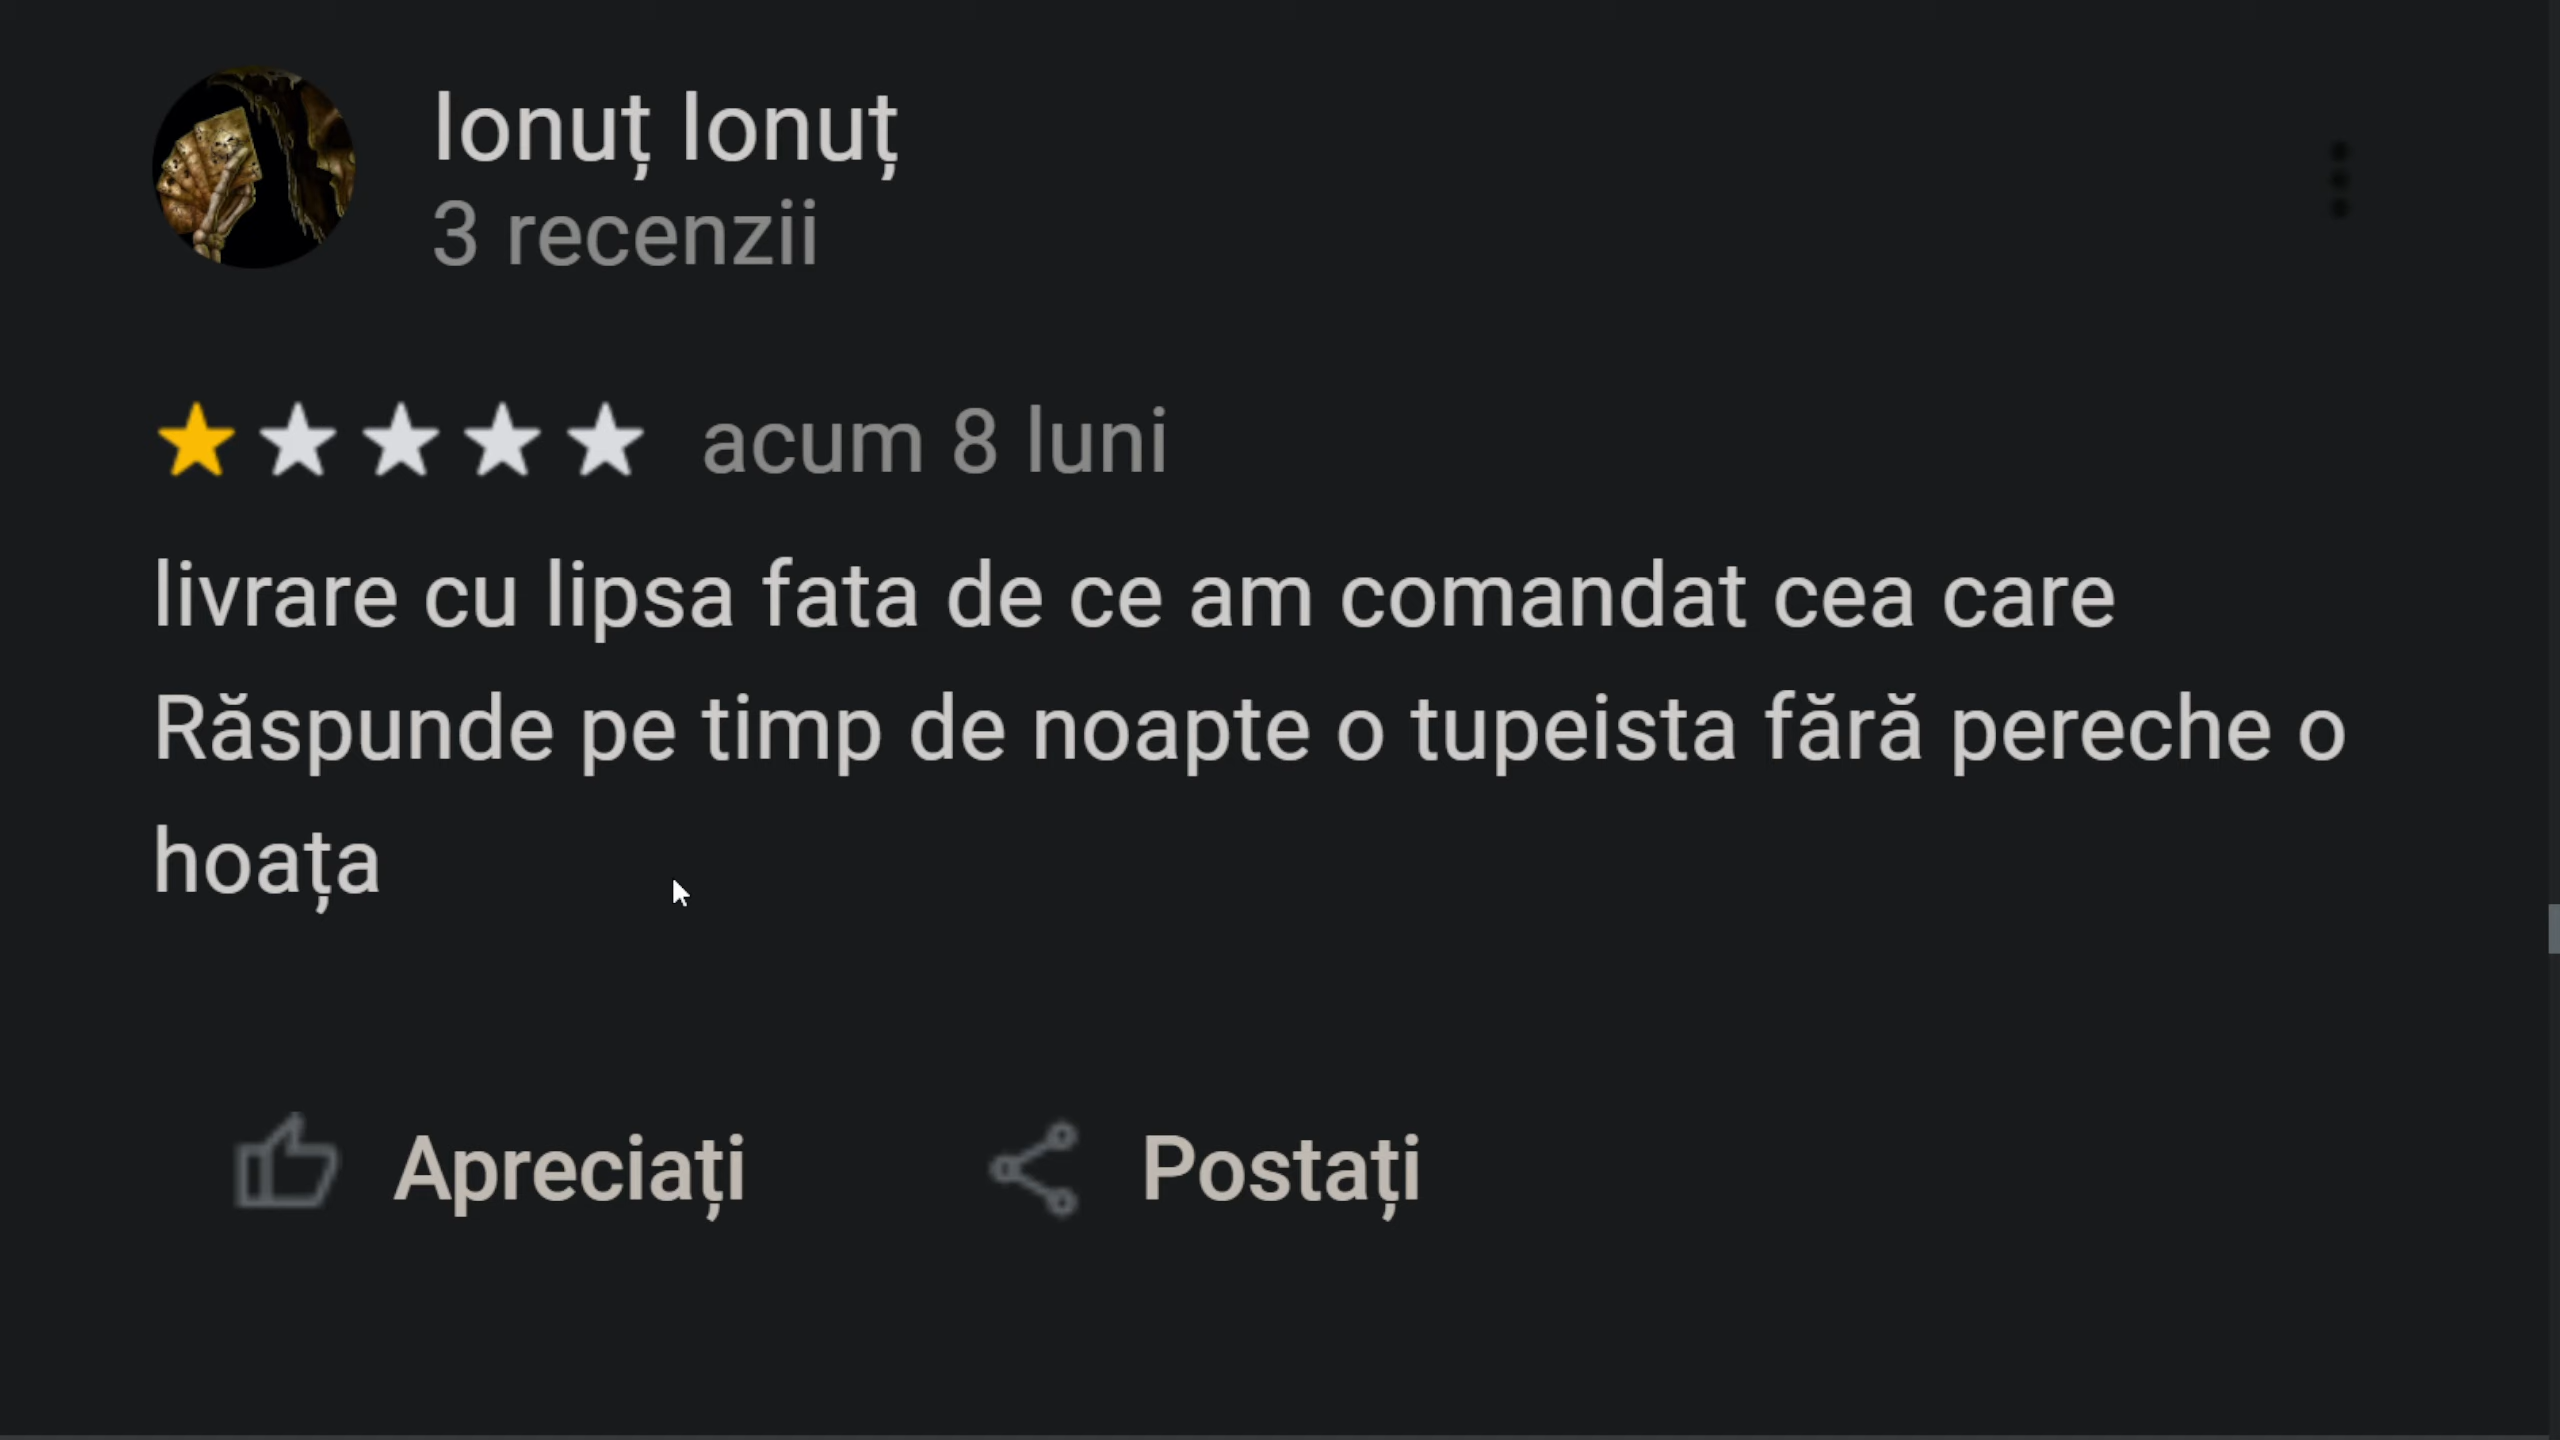 Ionuț Ionuț
3 recenzii
acum 8 luni
livrare cu lipsa fata de ce am comandat cea care
Răspunde pe timp de noapte o tupeista fără pereche o
hoața
Apreciați
Postați